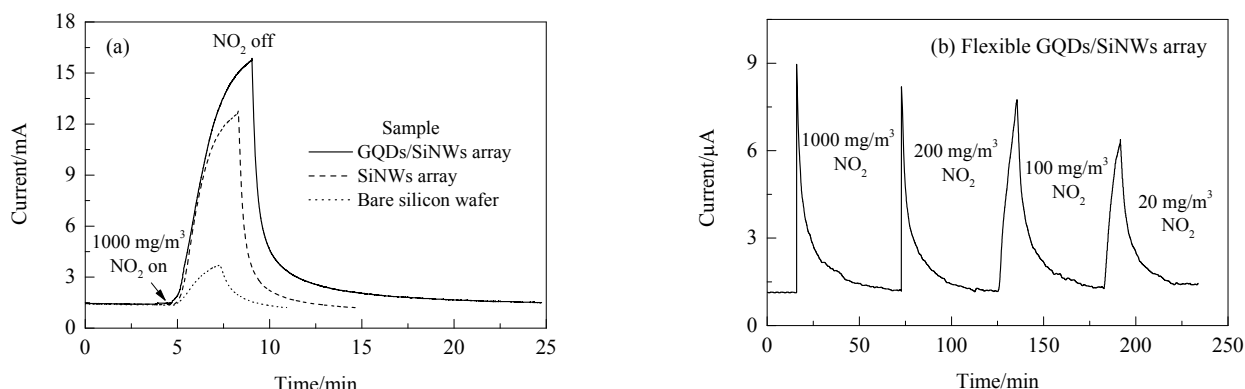 (a)
NO₂ off
Sample
GQDs/SiNWs array
SiNWs array
Bare silicon wafer
1000 mg/m³
NO₂ on
Current/mA
18
15
12
9
6
3
0
0
5
10
15
20
25
Time/min
(b) Flexible GQDs/SiNWs array
1000 mg/m³
NO₂
200 mg/m³
NO₂
100 mg/m³
NO₂
20 mg/m³
NO₂
Current/μA
9
6
3
0
0
50
100
150
200
250
Time/min